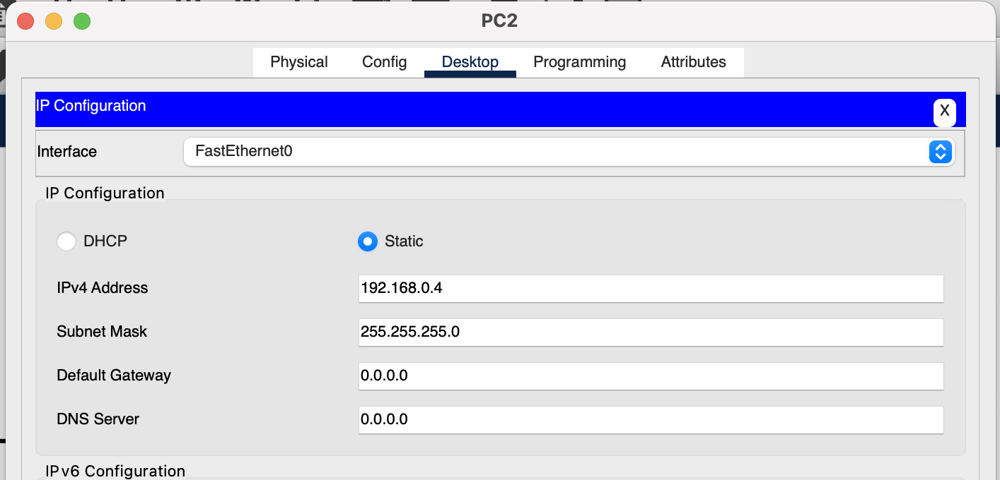 PC2
Physical Config Desktop Programming Attributes
IP Configuration
X
Interface FastEthernet0
IP Configuration
DHCP Static
IPv4 Address 192.168.0.4
Subnet Mask 255.255.255.0
Default Gateway 0.0.0.0
DNS Server 0.0.0.0
IPv6 Configuration